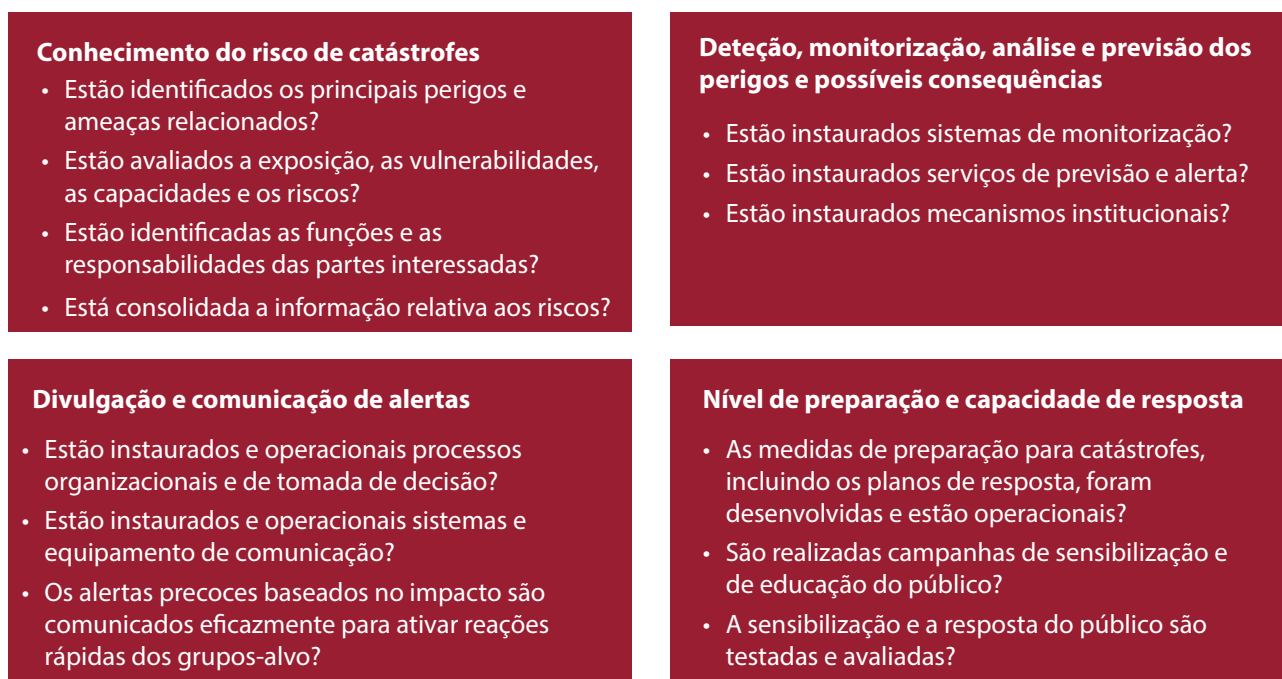 Conhecimento do risco de catástrofes
• Estão identificados os principais perigos e
ameaças relacionados?
• Estão avaliados a exposição, as vulnerabilidades,
as capacidades e os riscos?
• Estão identificadas as funções e as
responsabilidades das partes interessadas?
• Está consolidada a informação relativa aos riscos?
Deteção, monitorização, análise e previsão dos
perigos e possíveis consequências
• Estão instaurados sistemas de monitorização?
• Estão instaurados serviços de previsão e alerta?
• Estão instaurados mecanismos institucionais?
Divulgação e comunicação de alertas
• Estão instaurados e operacionais processos
organizacionais e de tomada de decisão?
• Estão instaurados e operacionais sistemas e
equipamento de comunicação?
• Os alertas precoces baseados no impacto são
comunicados eficazmente para ativar reações
rápidas dos grupos-alvo?
Nível de preparação e capacidade de resposta
• As medidas de preparação para catástrofes,
incluindo os planos de resposta, foram
desenvolvidas e estão operacionais?
• São realizadas campanhas de sensibilização e
de educação do público?
• A sensibilização e a resposta do público são
testadas e avaliadas?